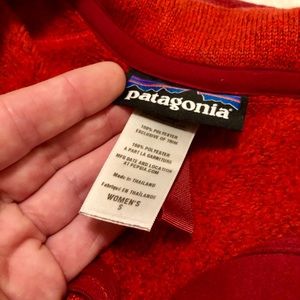 patagonia
100% POLYESTER
EXCLUSIVE OF TRIM
100% POLYESTER
A PART LA GARNITURE
MFG DATE AND LOCATION
AT PCPSIA.COM
Made in THAILAND
Fabriqué en THAÏLANDE
WOMEN'S
S